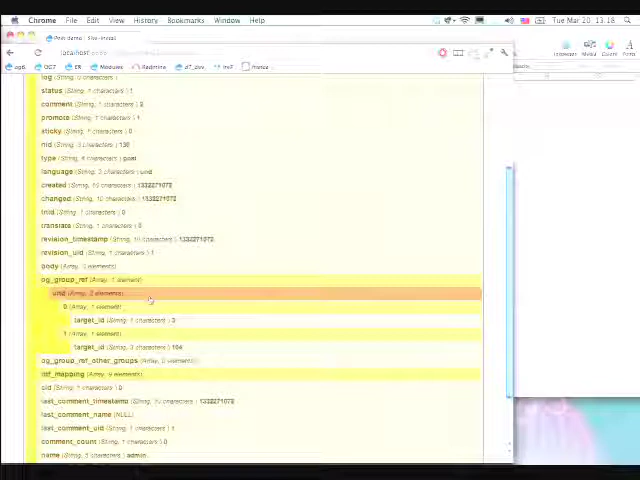 Chrome File Edit View History Bookmarks Window Help Tue Mar 20 13.18
log (String, 0 characters)
status (String, 1 characters) 1
comment (String, 1 characters) 2
promote (String, 1 characters) 1
sticky (String, 1 characters) 0
nid (String, 3 characters) 130
type (String, 4 characters) post
language (String, 3 characters) und
created (String, 10 characters) 1332271072
changed (String, 10 characters) 1332271072
tnid (String, 1 characters) 0
translate (String, 1 characters) 0
revision_timestamp (String, 10 characters) 1332271072
revision_uid (String, 1 characters) 1
body (Array, 0 elements)
og_group_ref (Array, 1 element)
und (Array, 2 elements)
0 (Array, 1 element)
target_id (String, 1 characters) 3
1 (Array, 1 element)
target_id (String, 3 characters) 104
og_group_ref_other_groups (Array, 0 elements)
rdf_mapping (Array, 9 elements)
cid (String, 1 characters) 0
last_comment_timestamp (String, 10 characters) 1332271072
last_comment_name (NULL)
last_comment_uid (String, 1 characters) 1
comment_count (String, 1 characters) 0
name (String, 5 characters) admin